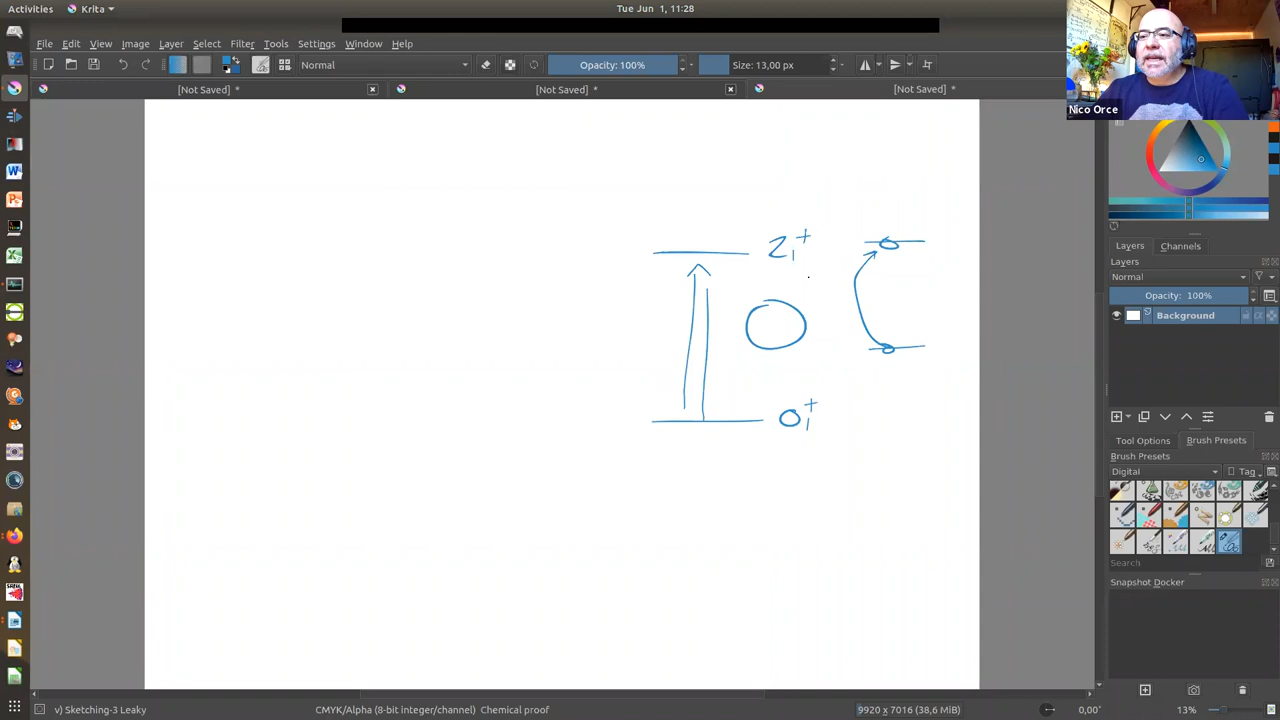 Activities Krita Tue Jun 1, 11:28
File Edit View Image Layer Select Filter Tools Settings Window Help
Normal Opacity: 100% Size: 13,00 px
[Not Saved] * [Not Saved] * [Not Saved] *
Nico Orce
2₁⁺
0₁⁺
Layers Channels
Layers
Normal
Opacity: 100%
Background
Tool Options Brush Presets
Brush Presets
Digital Tag
Search
Snapshot Docker
v) Sketching-3 Leaky CMYK/Alpha (8-bit integer/channel) Chemical proof 9920 x 7016 (38,6 MiB) 0,00° 13%